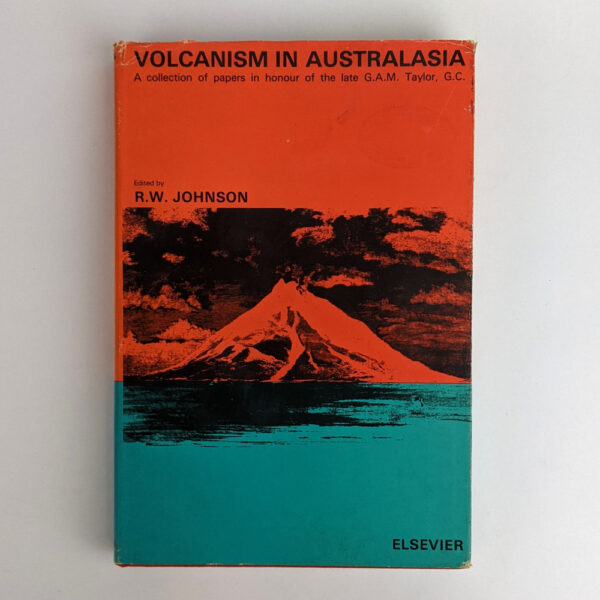 VOLCANISM IN AUSTRALASIA
A collection of papers in honour of the late G.A.M. Taylor, G.C.
Edited by
R.W. JOHNSON
ELSEVIER